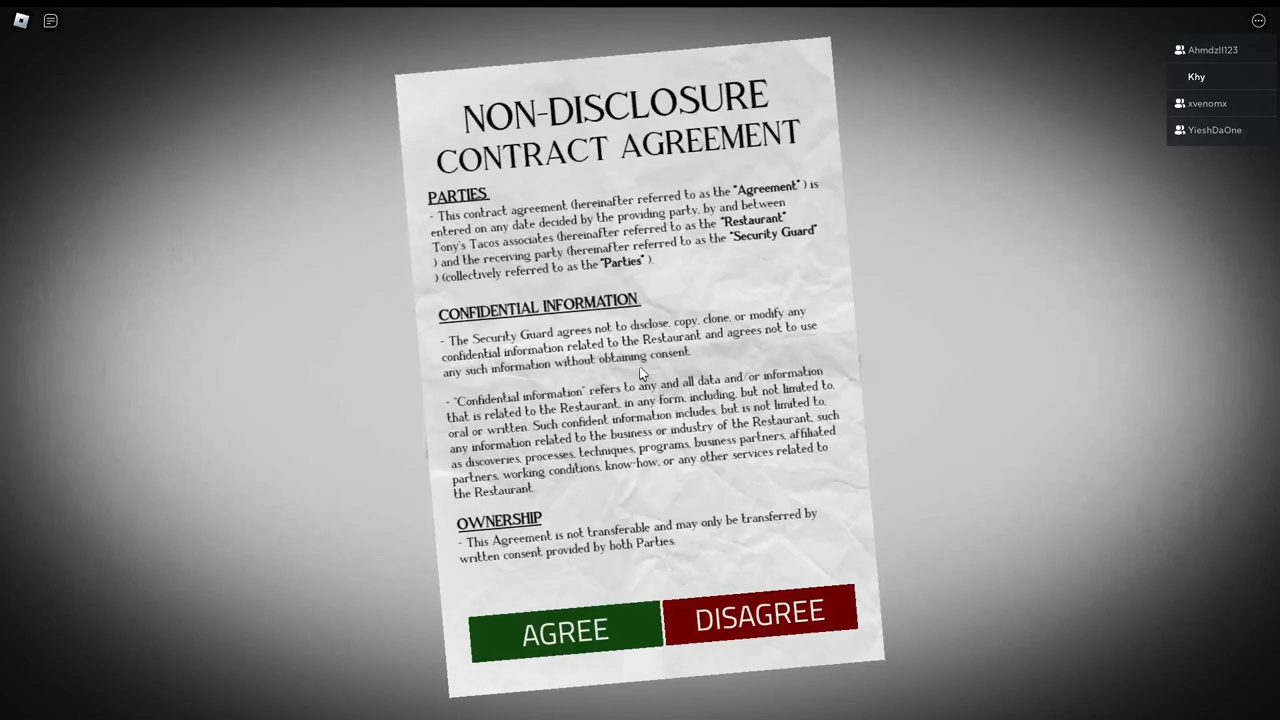 NON-DISCLOSURE
CONTRACT AGREEMENT
PARTIES
- This contract agreement (hereinafter referred to as the "Agreement" ) is
entered on any date decided by the providing party, by and between
Tony's Tacos associates (hereinafter referred to as the "Restaurant"
) and the receiving party (hereinafter referred to as the "Security Guard"
) (collectively referred to as the "Parties" ).
CONFIDENTIAL INFORMATION
- The Security Guard agrees not to disclose, copy, clone, or modify any
confidential information related to the Restaurant and agrees not to use
any such information without obtaining consent.
- "Confidential information" refers to any and all data and/or information
that is related to the Restaurant, in any form, including, but not limited to,
oral or written. Such confident information includes, but is not limited to,
any information related to the business or industry of the Restaurant, such
as discoveries, processes, techniques, programs, business partners, affiliated
partners, working conditions, know-how, or any other services related to
the Restaurant.
OWNERSHIP
- This Agreement is not transferable and may only be transferred by
written consent provided by both Parties.
AGREE
DISAGREE
Ahmdzll123
Khy
xvenomx
YieshDaOne